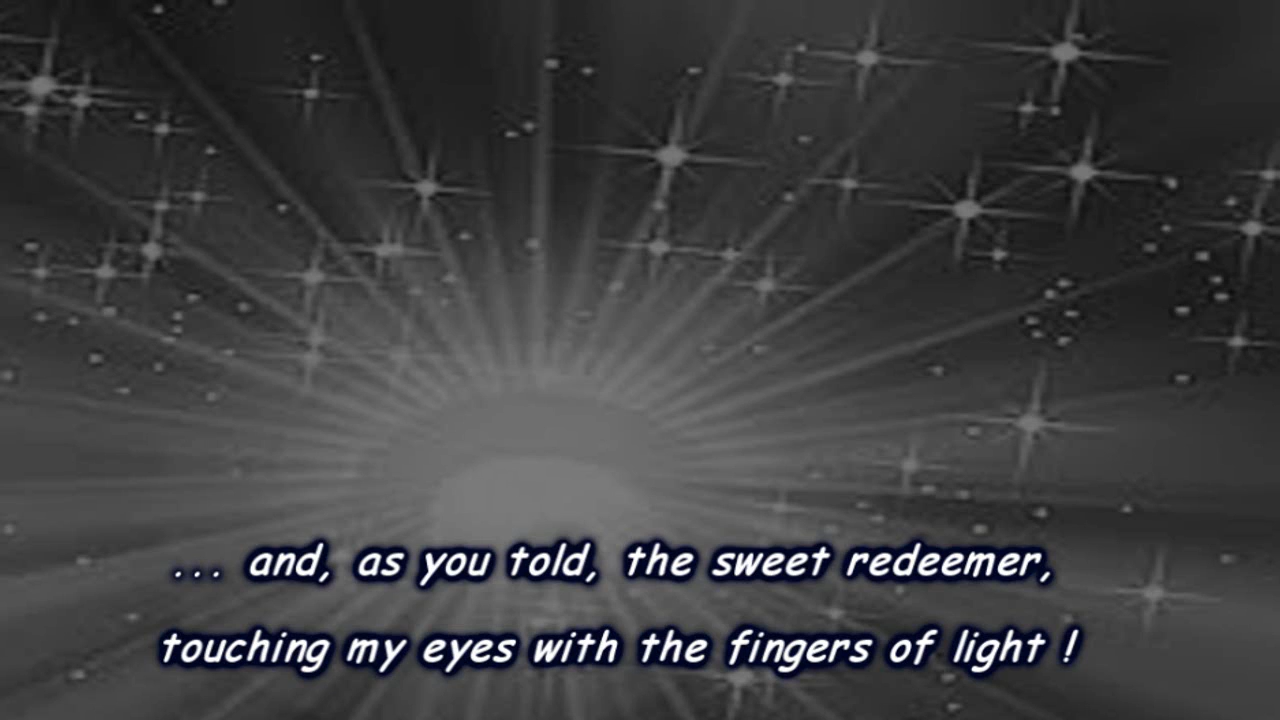 ... and, as you told, the sweet redeemer,
touching my eyes with the fingers of light !